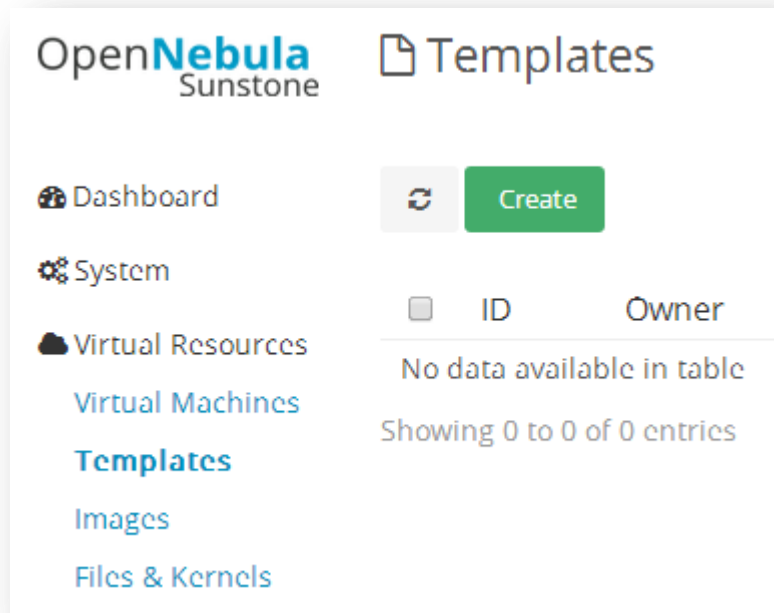 OpenNebula
Sunstone
Templates
Dashboard
System
Virtual Resources
Virtual Machines
Templates
Images
Files & Kernels
Create
ID Owner
No data available in table
Showing 0 to 0 of 0 entries